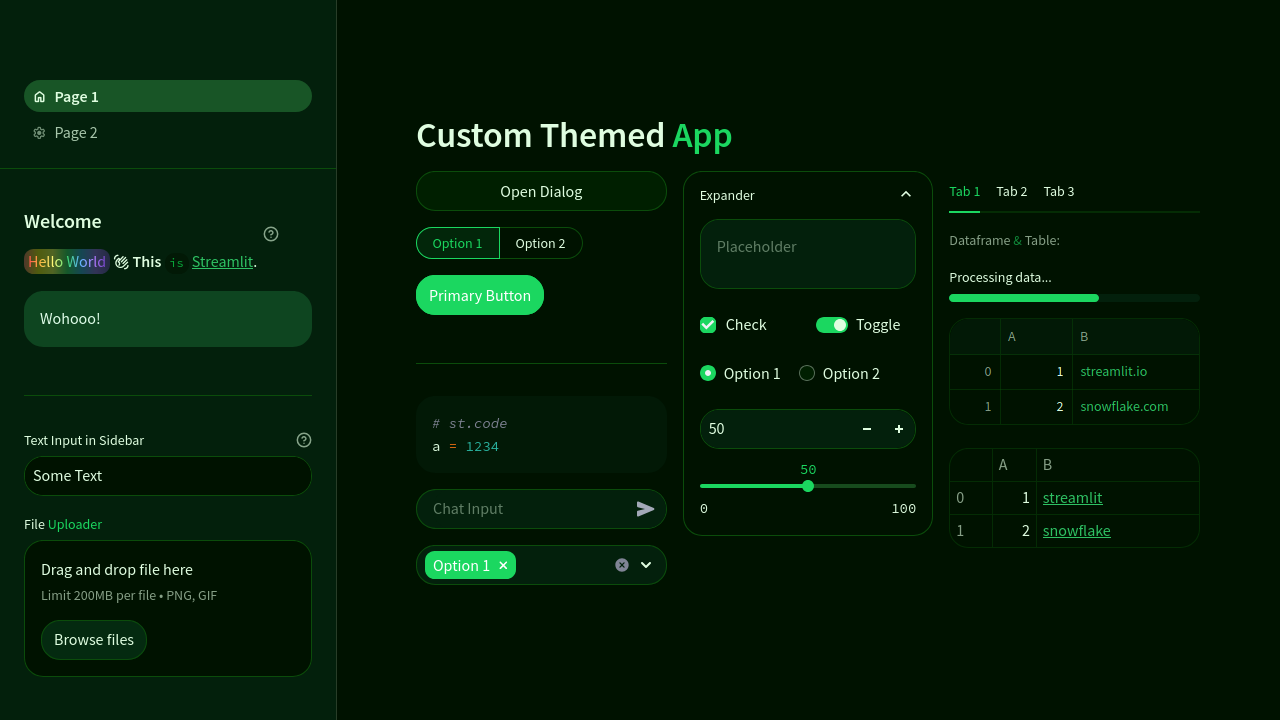 Page 1
Page 2
Welcome
Hello World 👋 This is Streamlit.
Wohooo!
Text Input in Sidebar
Some Text
File Uploader
Drag and drop file here
Limit 200MB per file • PNG, GIF
Browse files
Custom Themed App
Open Dialog
Option 1 Option 2
Primary Button
# st.code
a = 1234
Chat Input
Option 1
Expander
Placeholder
Check Toggle
Option 1 Option 2
50
50
0 100
Tab 1 Tab 2 Tab 3
Dataframe & Table:
Processing data...
A B
0 1 streamlit.io
1 2 snowflake.com
A B
0 1 streamlit
1 2 snowflake